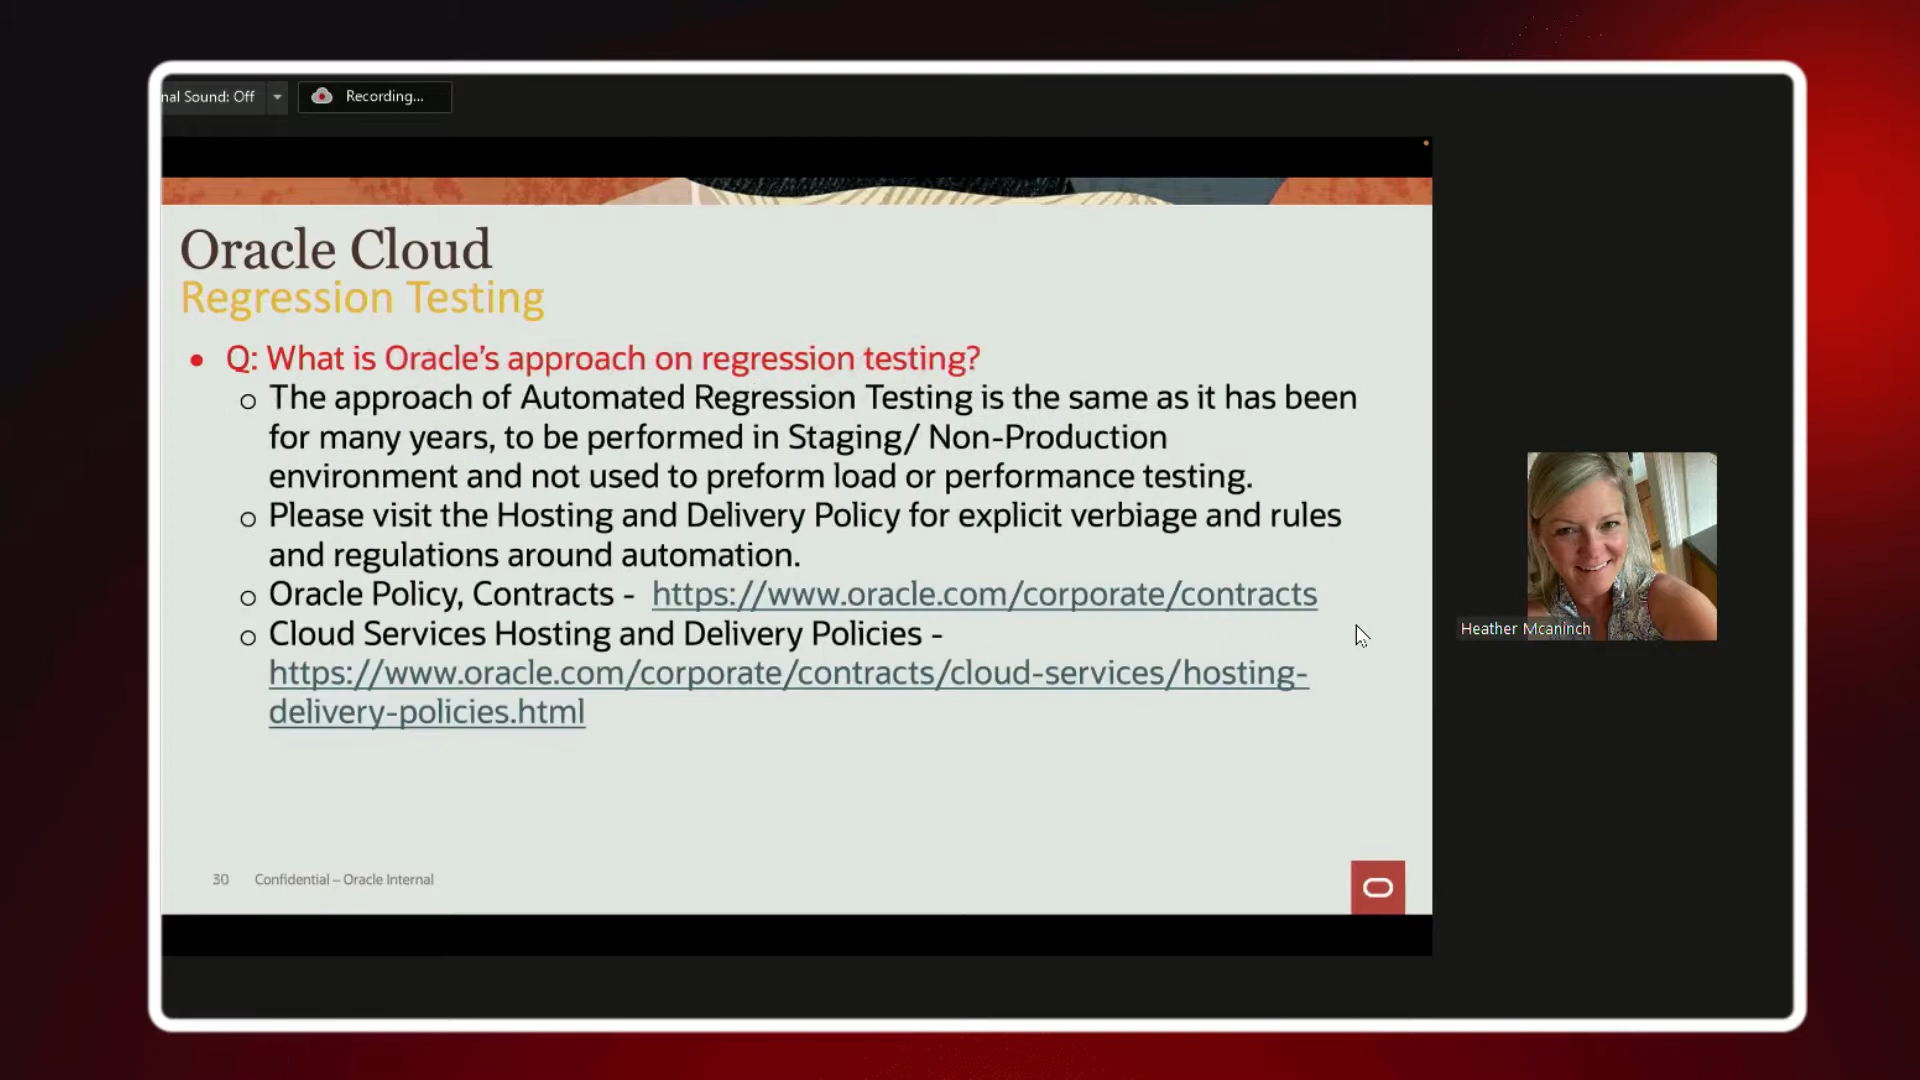 nal Sound: Off
Recording...
Oracle Cloud
Regression Testing
• Q: What is Oracle's approach on regression testing?
o The approach of Automated Regression Testing is the same as it has been
for many years, to be performed in Staging/ Non-Production
environment and not used to preform load or performance testing.
o Please visit the Hosting and Delivery Policy for explicit verbiage and rules
and regulations around automation.
o Oracle Policy, Contracts - https://www.oracle.com/corporate/contracts
o Cloud Services Hosting and Delivery Policies -
https://www.oracle.com/corporate/contracts/cloud-services/hosting-
delivery-policies.html
Heather Mcaninch
30 Confidential – Oracle Internal